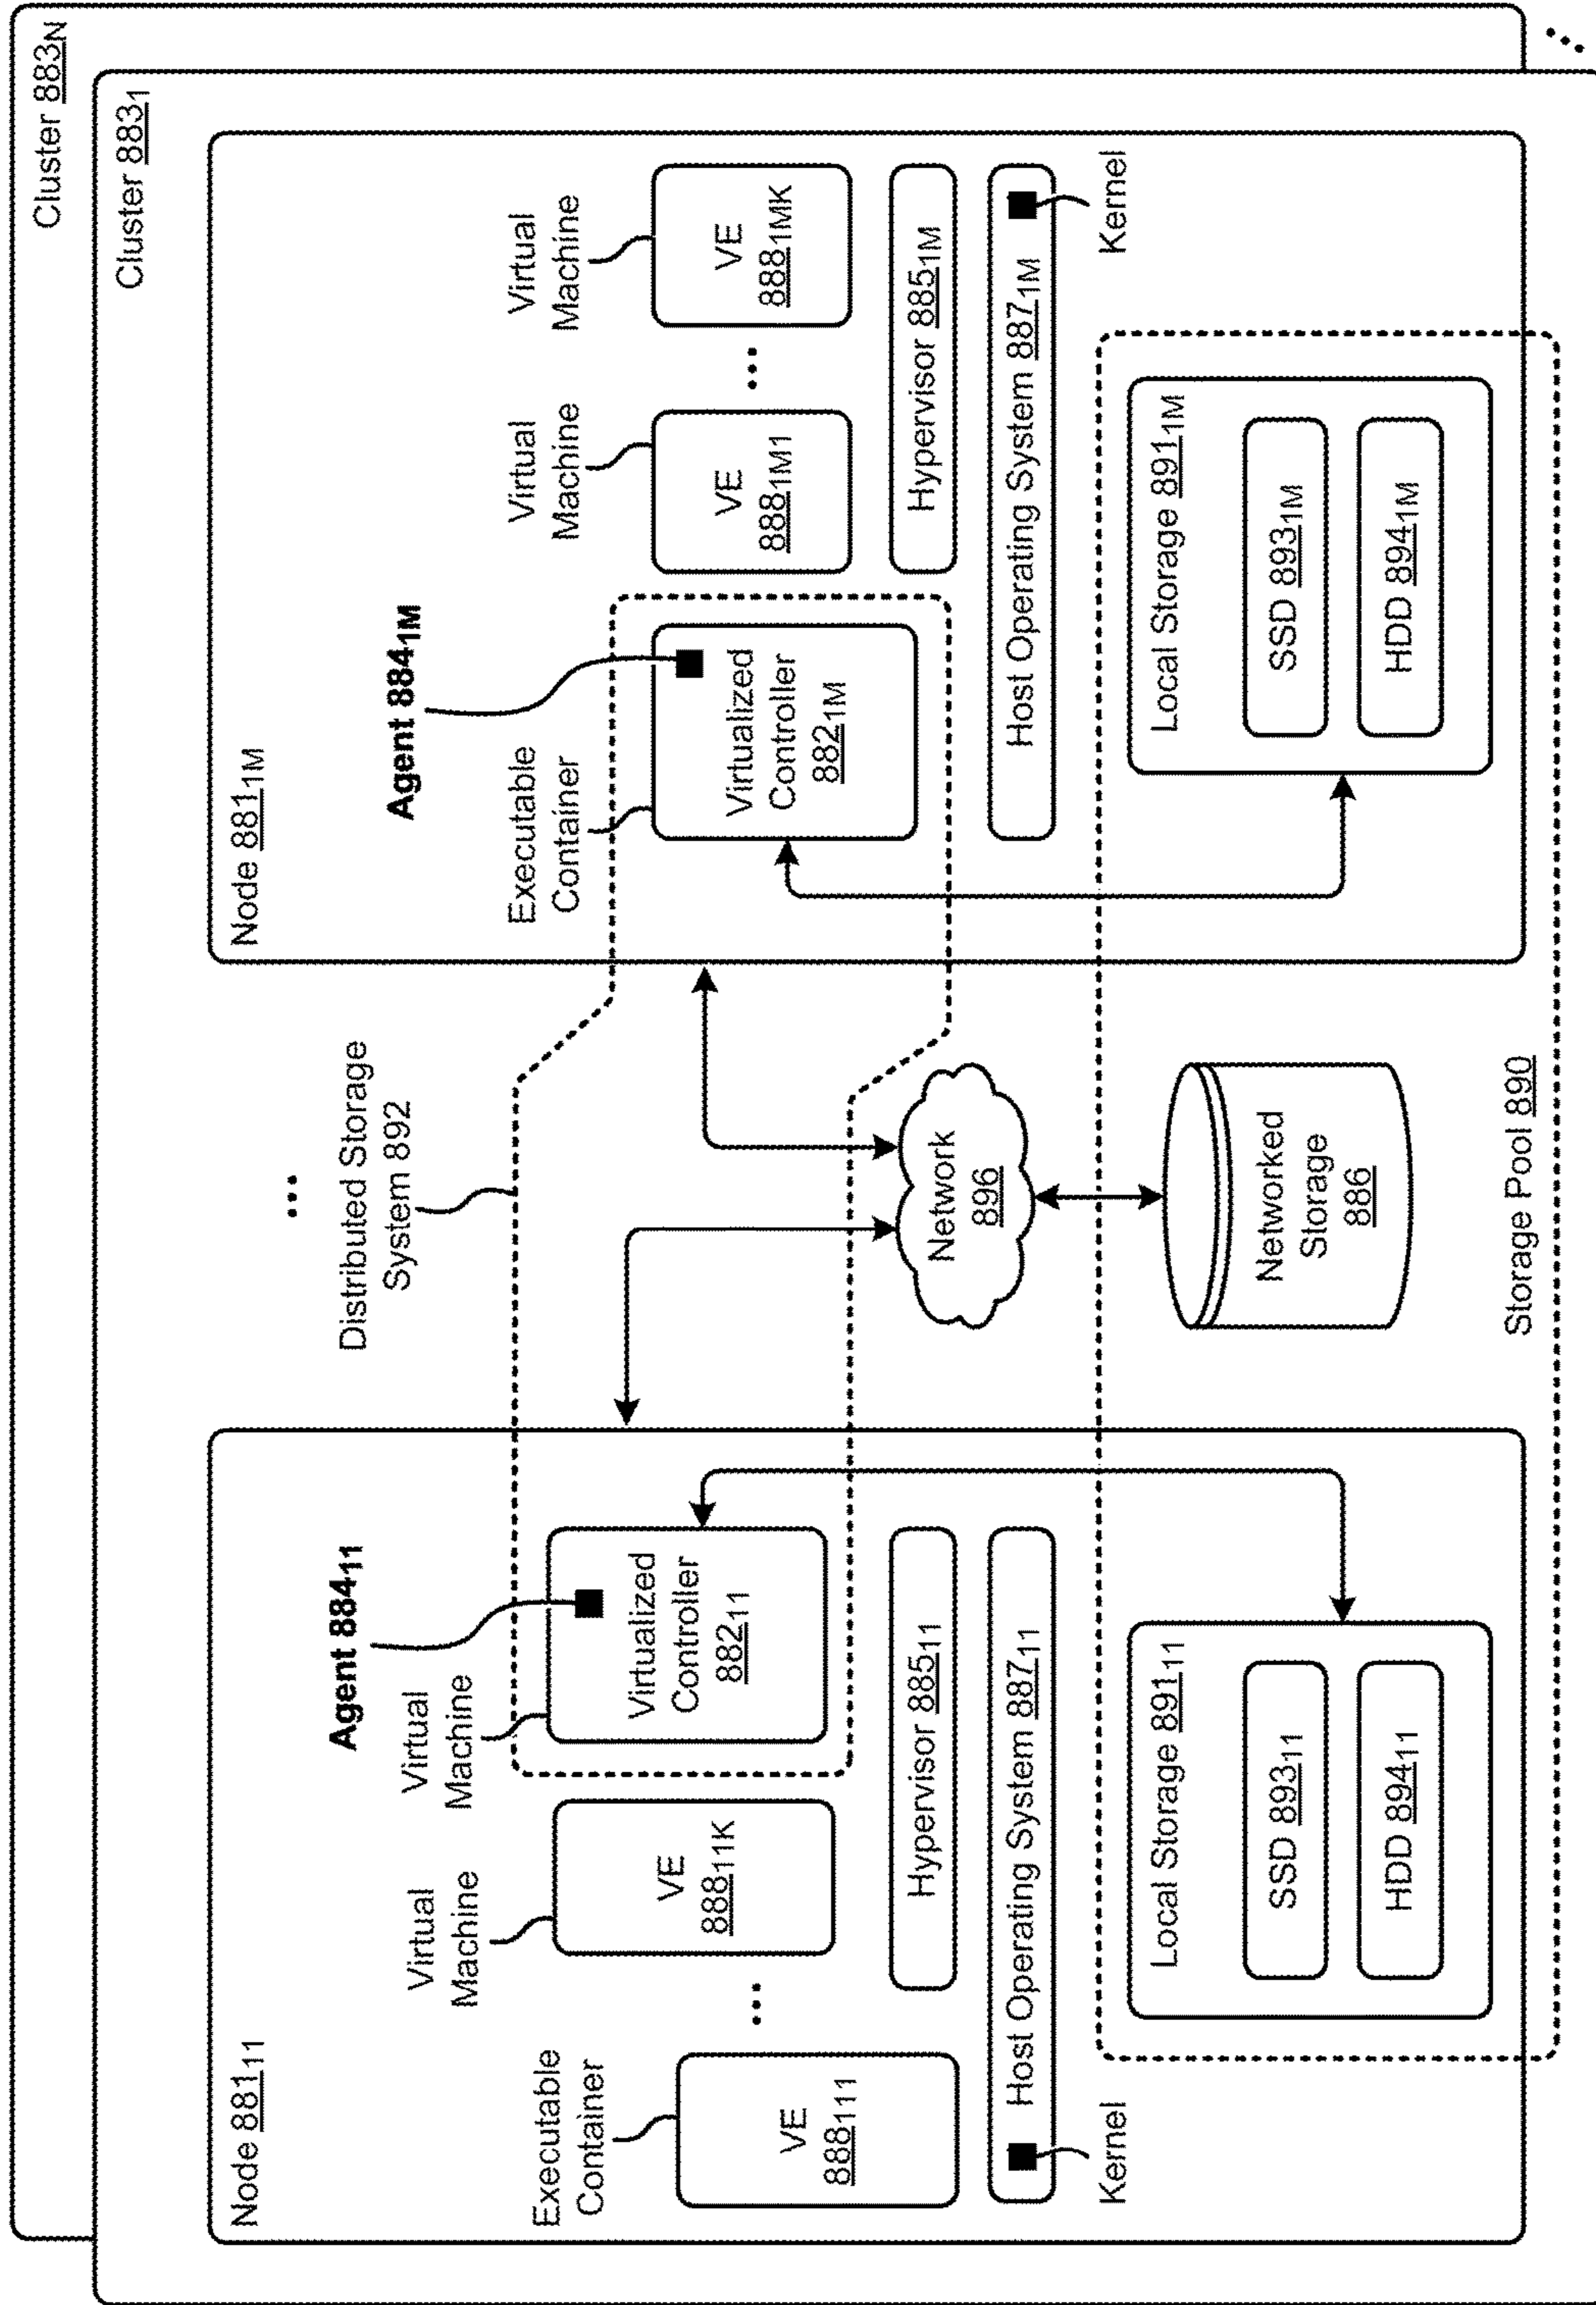 Cluster 883N
Cluster 8831
Node 88111
Agent 88411
Virtual
Machine
Virtual
Machine
Executable
Container
VE
888111
...
VE
88811K
Virtualized
Controller
88211
Hypervisor 88511
Host Operating System 88711
Kernel
Local Storage 89111
SSD 89311
HDD 89411
...
Distributed Storage
System 892
Network
896
Networked
Storage
886
Storage Pool 890
Node 8811M
Agent 8841M
Executable
Container
Virtual
Machine
Virtual
Machine
Virtualized
Controller
8821M
VE
8881M1
...
VE
8881MK
Hypervisor 8851M
Host Operating System 8871M
Kernel
Local Storage 8911M
SSD 8931M
HDD 8941M
...